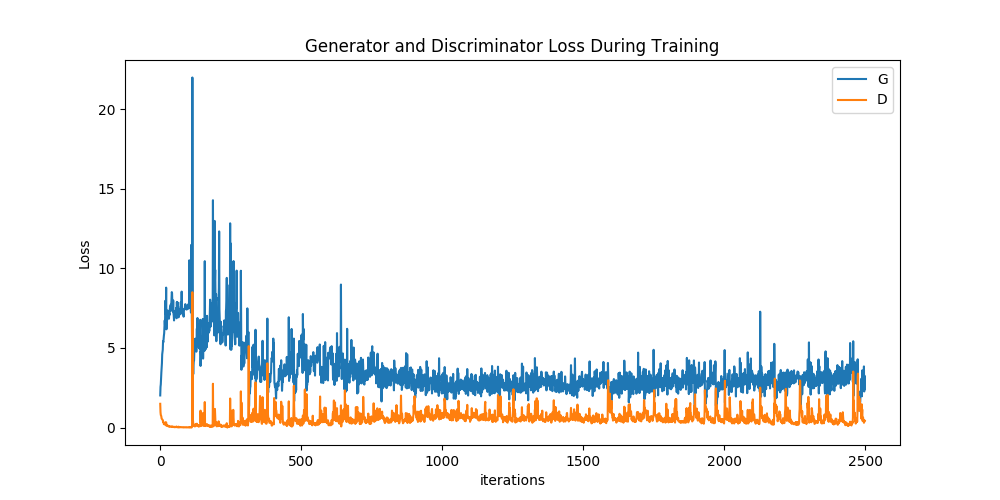 Generator and Discriminator Loss During Training
G
D
20
15
10
5
0
Loss
0 500 1000 1500 2000 2500
iterations